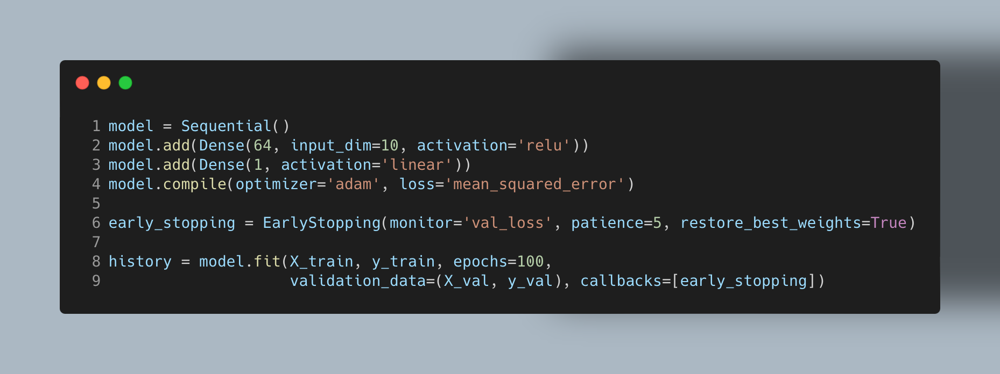 1 model = Sequential()
2 model.add(Dense(64, input_dim=10, activation='relu'))
3 model.add(Dense(1, activation='linear'))
4 model.compile(optimizer='adam', loss='mean_squared_error')
5
6 early_stopping = EarlyStopping(monitor='val_loss', patience=5, restore_best_weights=True)
7
8 history = model.fit(X_train, y_train, epochs=100,
9                     validation_data=(X_val, y_val), callbacks=[early_stopping])